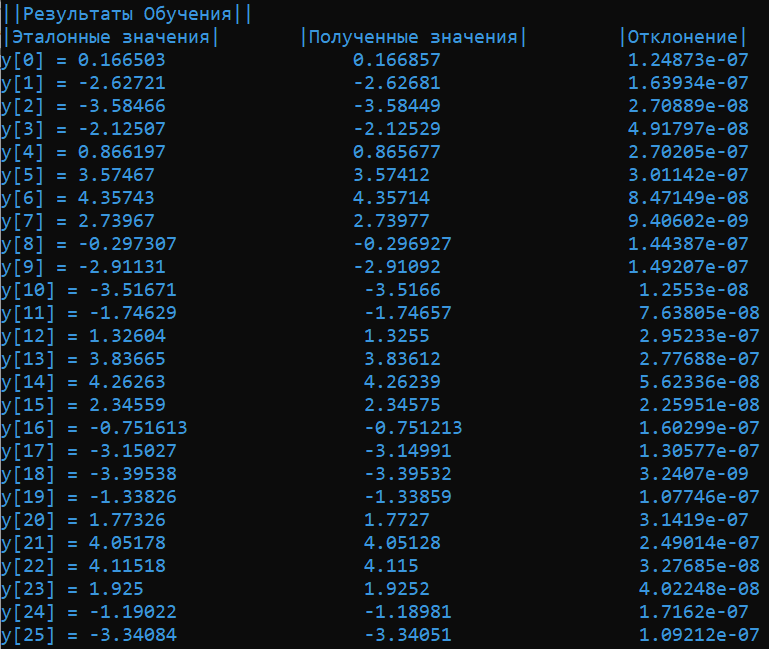 ||Результаты Обучения||
|Эталонные значения| |Полученные значения| |Отклонение|
y[0] = 0.166503 0.166857 1.24873e-07
y[1] = -2.62721 -2.62681 1.63934e-07
y[2] = -3.58466 -3.58449 2.70889e-08
y[3] = -2.12507 -2.12529 4.91797e-08
y[4] = 0.866197 0.865677 2.70205e-07
y[5] = 3.57467 3.57412 3.01142e-07
y[6] = 4.35743 4.35714 8.47149e-08
y[7] = 2.73967 2.73977 9.40602e-09
y[8] = -0.297307 -0.296927 1.44387e-07
y[9] = -2.91131 -2.91092 1.49207e-07
y[10] = -3.51671 -3.5166 1.2553e-08
y[11] = -1.74629 -1.74657 7.63805e-08
y[12] = 1.32604 1.3255 2.95233e-07
y[13] = 3.83665 3.83612 2.77688e-07
y[14] = 4.26263 4.26239 5.62336e-08
y[15] = 2.34559 2.34575 2.25951e-08
y[16] = -0.751613 -0.751213 1.60299e-07
y[17] = -3.15027 -3.14991 1.30577e-07
y[18] = -3.39538 -3.39532 3.2407e-09
y[19] = -1.33826 -1.33859 1.07746e-07
y[20] = 1.77326 1.7727 3.1419e-07
y[21] = 4.05178 4.05128 2.49014e-07
y[22] = 4.11518 4.115 3.27685e-08
y[23] = 1.925 1.9252 4.02248e-08
y[24] = -1.19022 -1.18981 1.7162e-07
y[25] = -3.34084 -3.34051 1.09212e-07